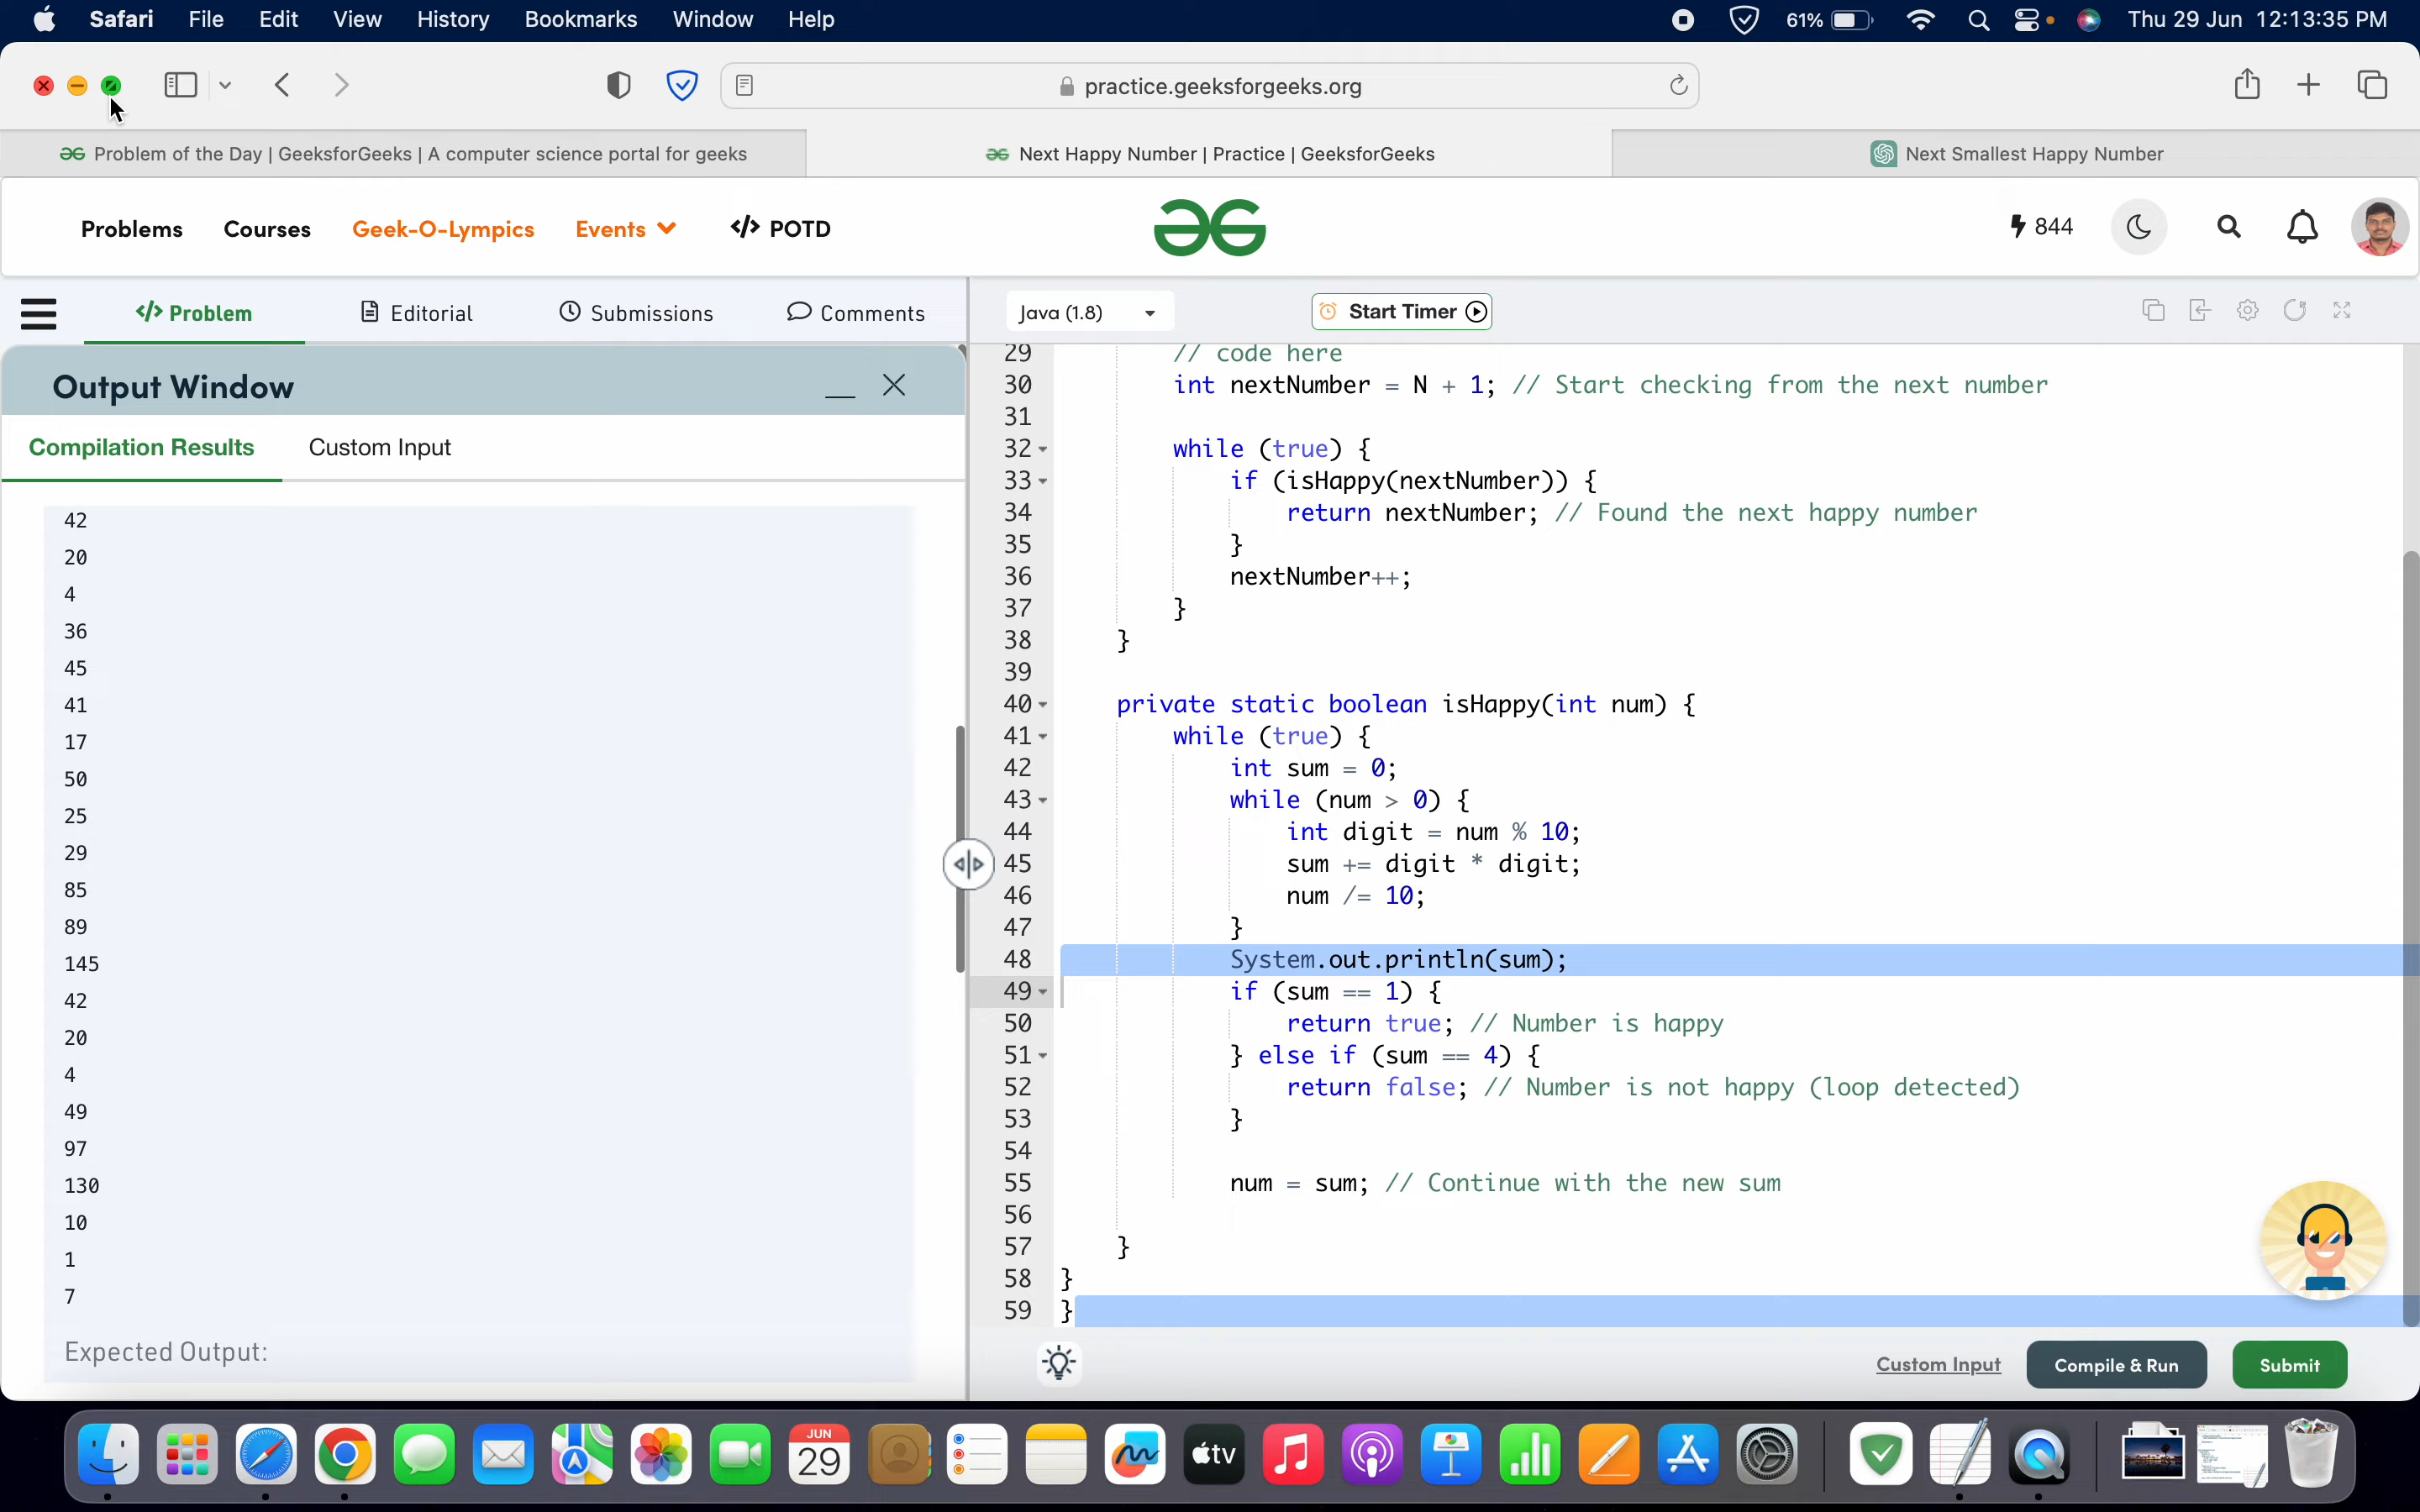 Safari File Edit View History Bookmarks Window Help 61% Thu 29 Jun 12:13:35 PM
practice.geeksforgeeks.org
Problem of the Day | GeeksforGeeks | A computer science portal for geeks
Next Happy Number | Practice | GeeksforGeeks
Next Smallest Happy Number
Problems Courses Geek-O-Lympics Events </> POTD 844
</> Problem Editorial Submissions Comments
Java (1.8) Start Timer
Output Window
Compilation Results Custom Input
42
20
4
36
45
41
17
50
25
29
85
89
145
42
20
4
49
97
130
10
1
7
Expected Output:
29 // code here
30 int nextNumber = N + 1; // Start checking from the next number
31
32 while (true) {
33 if (isHappy(nextNumber)) {
34 return nextNumber; // Found the next happy number
35 }
36 nextNumber++;
37 }
38 }
39
40 private static boolean isHappy(int num) {
41 while (true) {
42 int sum = 0;
43 while (num > 0) {
44 int digit = num % 10;
45 sum += digit * digit;
46 num /= 10;
47 }
48 System.out.println(sum);
49 if (sum == 1) {
50 return true; // Number is happy
51 } else if (sum == 4) {
52 return false; // Number is not happy (loop detected)
53 }
54
55 num = sum; // Continue with the new sum
56
57 }
58 }
59 }
Custom Input Compile & Run Submit
JUN
29
tv